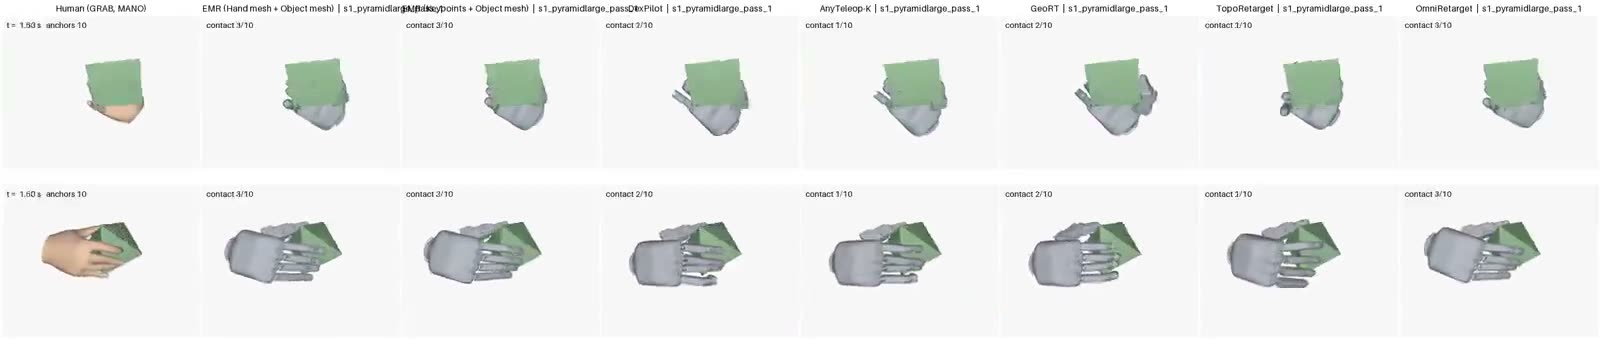 Human (GRAB, MANO)
EMR (Hand mesh + Object mesh) | s1_pyramidlarge_pass_1
points + Object mesh) | s1_pyramidlarge_pass_1
DexPilot | s1_pyramidlarge_pass_1
AnyTeleop-K | s1_pyramidlarge_pass_1
GeoRT | s1_pyramidlarge_pass_1
TopoRetarget | s1_pyramidlarge_pass_1
OmniRetarget | s1_pyramidlarge_pass_1
t = 1.60 s anchors 10
contact 3/10
contact 3/10
contact 2/10
contact 1/10
contact 2/10
contact 1/10
contact 3/10
t = 1.60 s anchors 10
contact 3/10
contact 3/10
contact 2/10
contact 1/10
contact 2/10
contact 1/10
contact 3/10